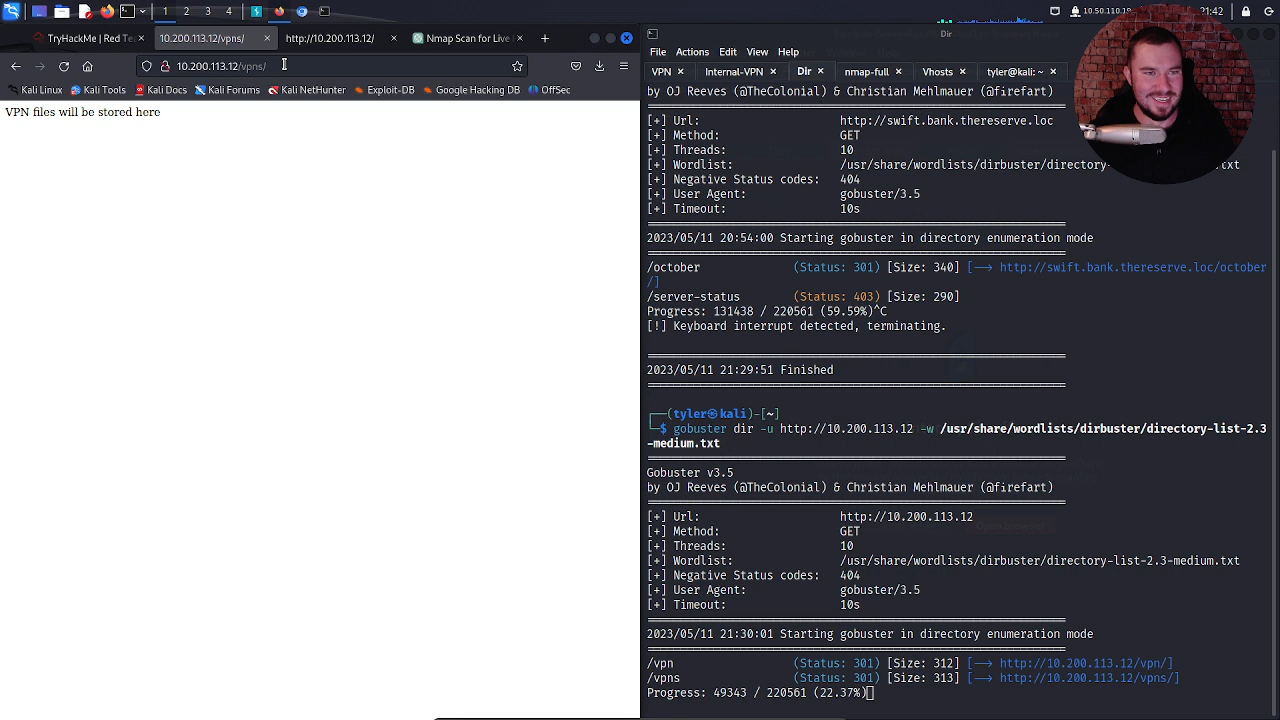 1
2
3
4
10.50.110.19
21:42
TryHackMe | Red Tea
10.200.113.12/vpns/
http://10.200.113.12/
Nmap Scan for Live H
10.200.113.12/vpns/
Kali Linux
Kali Tools
Kali Docs
Kali Forums
Kali NetHunter
Exploit-DB
Google Hacking DB
OffSec
VPN files will be stored here
Dir
File Actions Edit View Help
VPN
Internal-VPN
Dir
nmap-full
Vhosts
tyler@kali: ~
by OJ Reeves (@TheColonial) & Christian Mehlmauer (@firefart)
===============================================================
[+] Url: http://swift.bank.thereserve.loc
[+] Method: GET
[+] Threads: 10
[+] Wordlist: /usr/share/wordlists/dirbuster/directory- .txt
[+] Negative Status codes: 404
[+] User Agent: gobuster/3.5
[+] Timeout: 10s
===============================================================
2023/05/11 20:54:00 Starting gobuster in directory enumeration mode
===============================================================
/october (Status: 301) [Size: 340] [--> http://swift.bank.thereserve.loc/october
/]
/server-status (Status: 403) [Size: 290]
Progress: 131438 / 220561 (59.59%)^C
[!] Keyboard interrupt detected, terminating.
===============================================================
2023/05/11 21:29:51 Finished
===============================================================
┌──(tyler㉿kali)-[~]
└─$ gobuster dir -u http://10.200.113.12 -w /usr/share/wordlists/dirbuster/directory-list-2.3
-medium.txt
===============================================================
Gobuster v3.5
by OJ Reeves (@TheColonial) & Christian Mehlmauer (@firefart)
===============================================================
[+] Url: http://10.200.113.12
[+] Method: GET
[+] Threads: 10
[+] Wordlist: /usr/share/wordlists/dirbuster/directory-list-2.3-medium.txt
[+] Negative Status codes: 404
[+] User Agent: gobuster/3.5
[+] Timeout: 10s
===============================================================
2023/05/11 21:30:01 Starting gobuster in directory enumeration mode
===============================================================
/vpn (Status: 301) [Size: 312] [--> http://10.200.113.12/vpn/]
/vpns (Status: 301) [Size: 313] [--> http://10.200.113.12/vpns/]
Progress: 49343 / 220561 (22.37%)